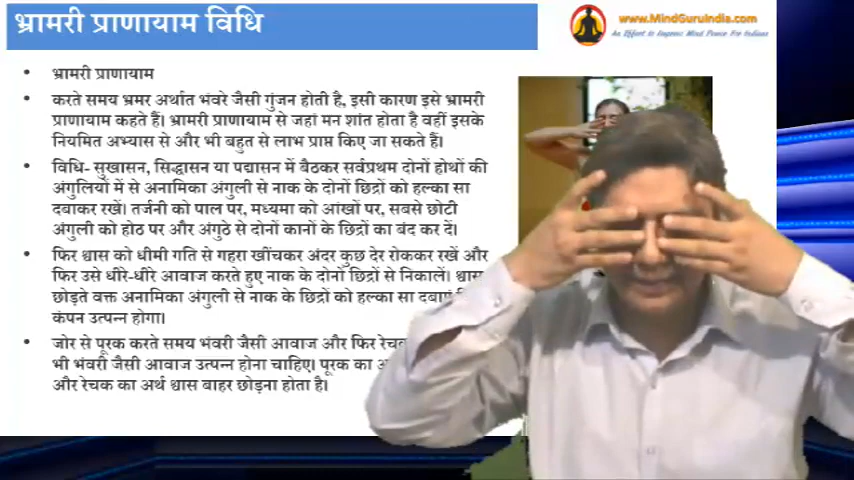 भ्रामरी प्राणायाम विधि
www.MindGuruIndia.com
An Effort to Improve Mind Power For Indians
भ्रामरी प्राणायाम
करते समय भ्रमर अर्थात भंवरे जैसी गुंजन होती है, इसी कारण इसे भ्रामरी
प्राणायाम कहते हैं। भ्रामरी प्राणायाम से जहां मन शांत होता है वहीं इसके
नियमित अभ्यास से और भी बहुत से लाभ प्राप्त किए जा सकते हैं।
विधि- सुखासन, सिद्धासन या पद्मासन में बैठकर सर्वप्रथम दोनों होथों की
अंगुलियों में से अनामिका अंगुली से नाक के दोनों छिद्रों को हल्का सा
दबाकर रखें। तर्जनी को पाल पर, मध्यमा को आंखों पर, सबसे छोटी
अंगुली को होठ पर और अंगुठे से दोनों कानों के छिद्रों का बंद कर दें।
फिर श्वास को धीमी गति से गहरा खींचकर अंदर कुछ देर रोककर रखें और
फिर उसे धीरे-धीरे आवाज करते हुए नाक के दोनों छिद्रों से निकालें। श्वास
छोड़ते वक्त अनामिका अंगुली से नाक के छिद्रों को हल्का सा
कंपन उत्पन्न होगा।
जोर से पूरक करते समय भंवरी जैसी आवाज और फिर
भी भंवरी जैसी आवाज उत्पन्न होना चाहिए। पूरक का
और रेचक का अर्थ श्वास बाहर छोड़ना होता है।